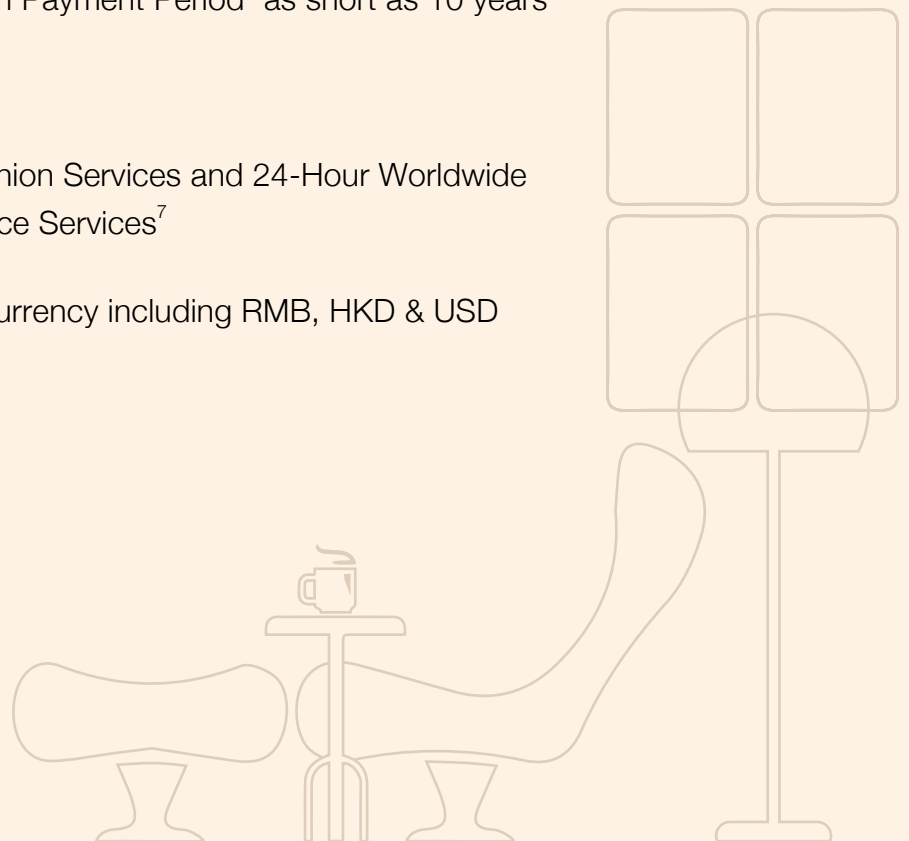 n Payment Period as short as 10 years
nion Services and 24-Hour Worldwide
ce Services7
urrency including RMB, HKD & USD